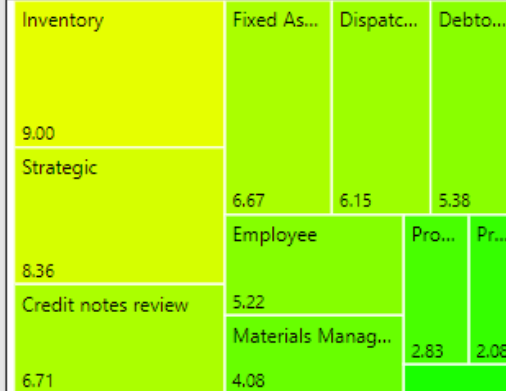 Inventory
9.00
Strategic
8.36
Credit notes review
6.71
Fixed As...
6.67
Dispatc...
6.15
Debto...
5.38
Employee
5.22
Materials Manag...
4.08
Pro...
2.83
Pr...
2.08